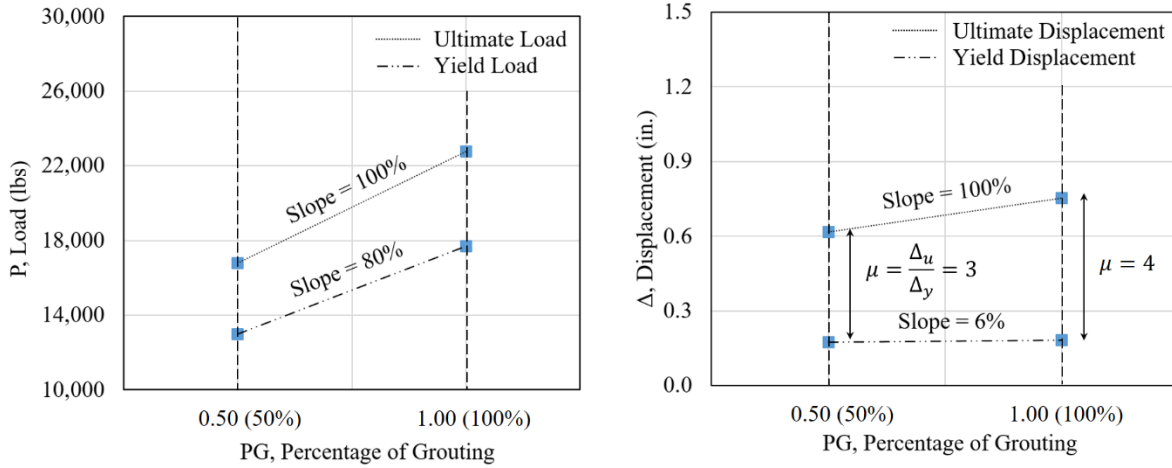 30,000
26,000
22,000
18,000
14,000
10,000
P, Load (lbs)
Ultimate Load
Yield Load
Slope = 100%
Slope = 80%
0.50 (50%)
1.00 (100%)
PG, Percentage of Grouting
1.5
1.2
0.9
0.6
0.3
0.0
Δ, Displacement (in.)
Ultimate Displacement
Yield Displacement
Slope = 100%
μ = Δu/Δy = 3
μ = 4
Slope = 6%
0.50 (50%)
1.00 (100%)
PG, Percentage of Grouting